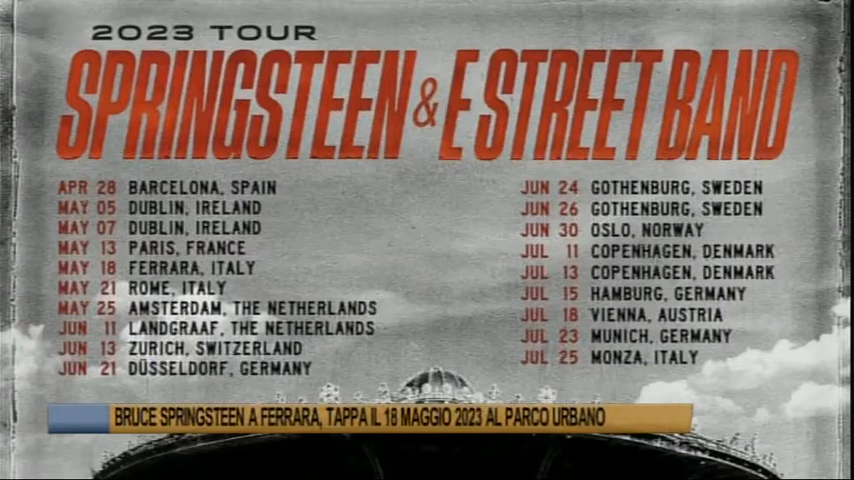 2023 TOUR
SPRINGSTEEN & E STREET BAND
APR 28 BARCELONA, SPAIN
MAY 05 DUBLIN, IRELAND
MAY 07 DUBLIN, IRELAND
MAY 13 PARIS, FRANCE
MAY 18 FERRARA, ITALY
MAY 21 ROME, ITALY
MAY 25 AMSTERDAM, THE NETHERLANDS
JUN 11 LANDGRAAF, THE NETHERLANDS
JUN 13 ZURICH, SWITZERLAND
JUN 21 DÜSSELDORF, GERMANY
JUN 24 GOTHENBURG, SWEDEN
JUN 26 GOTHENBURG, SWEDEN
JUN 30 OSLO, NORWAY
JUL 11 COPENHAGEN, DENMARK
JUL 13 COPENHAGEN, DENMARK
JUL 15 HAMBURG, GERMANY
JUL 18 VIENNA, AUSTRIA
JUL 23 MUNICH, GERMANY
JUL 25 MONZA, ITALY
BRUCE SPRINGSTEEN A FERRARA, TAPPA IL 18 MAGGIO 2023 AL PARCO URBANO